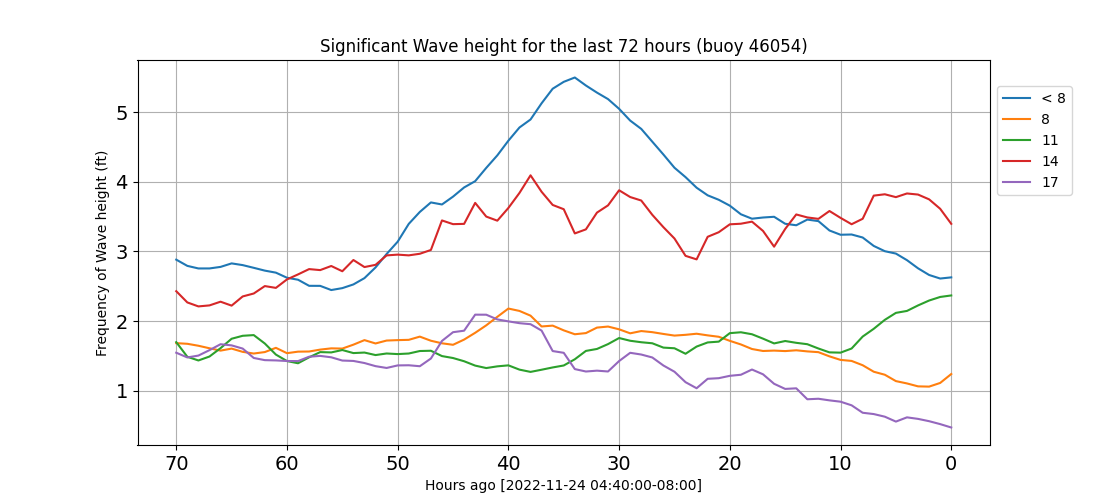 Significant Wave height for the last 72 hours (buoy 46054)
Frequency of Wave height (ft)
5
4
3
2
1
70 60 50 40 30 20 10 0
Hours ago [2022-11-24 04:40:00-08:00]
< 8
8
11
14
17